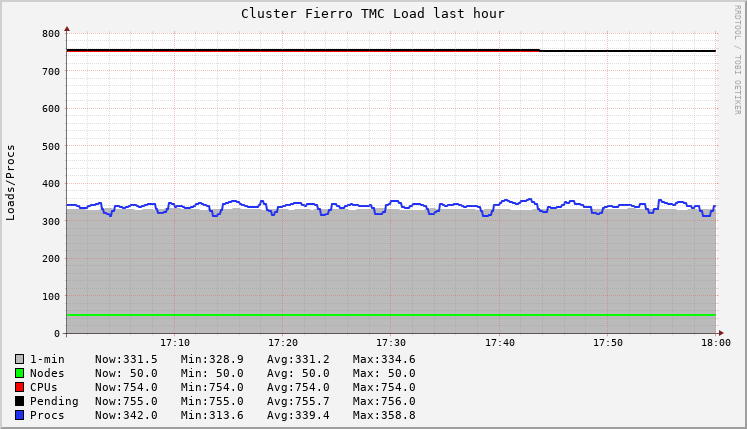 Cluster Fierro TMC Load last hour
RRDTOOL / TOBI OETIKER
Loads/Procs
800
700
600
500
400
300
200
100
0
17:10 17:20 17:30 17:40 17:50 18:00
1-min Now:331.5 Min:328.9 Avg:331.2 Max:334.6
Nodes Now: 50.0 Min: 50.0 Avg: 50.0 Max: 50.0
CPUs Now:754.0 Min:754.0 Avg:754.0 Max:754.0
Pending Now:755.0 Min:755.0 Avg:755.7 Max:756.0
Procs Now:342.0 Min:313.6 Avg:339.4 Max:358.8